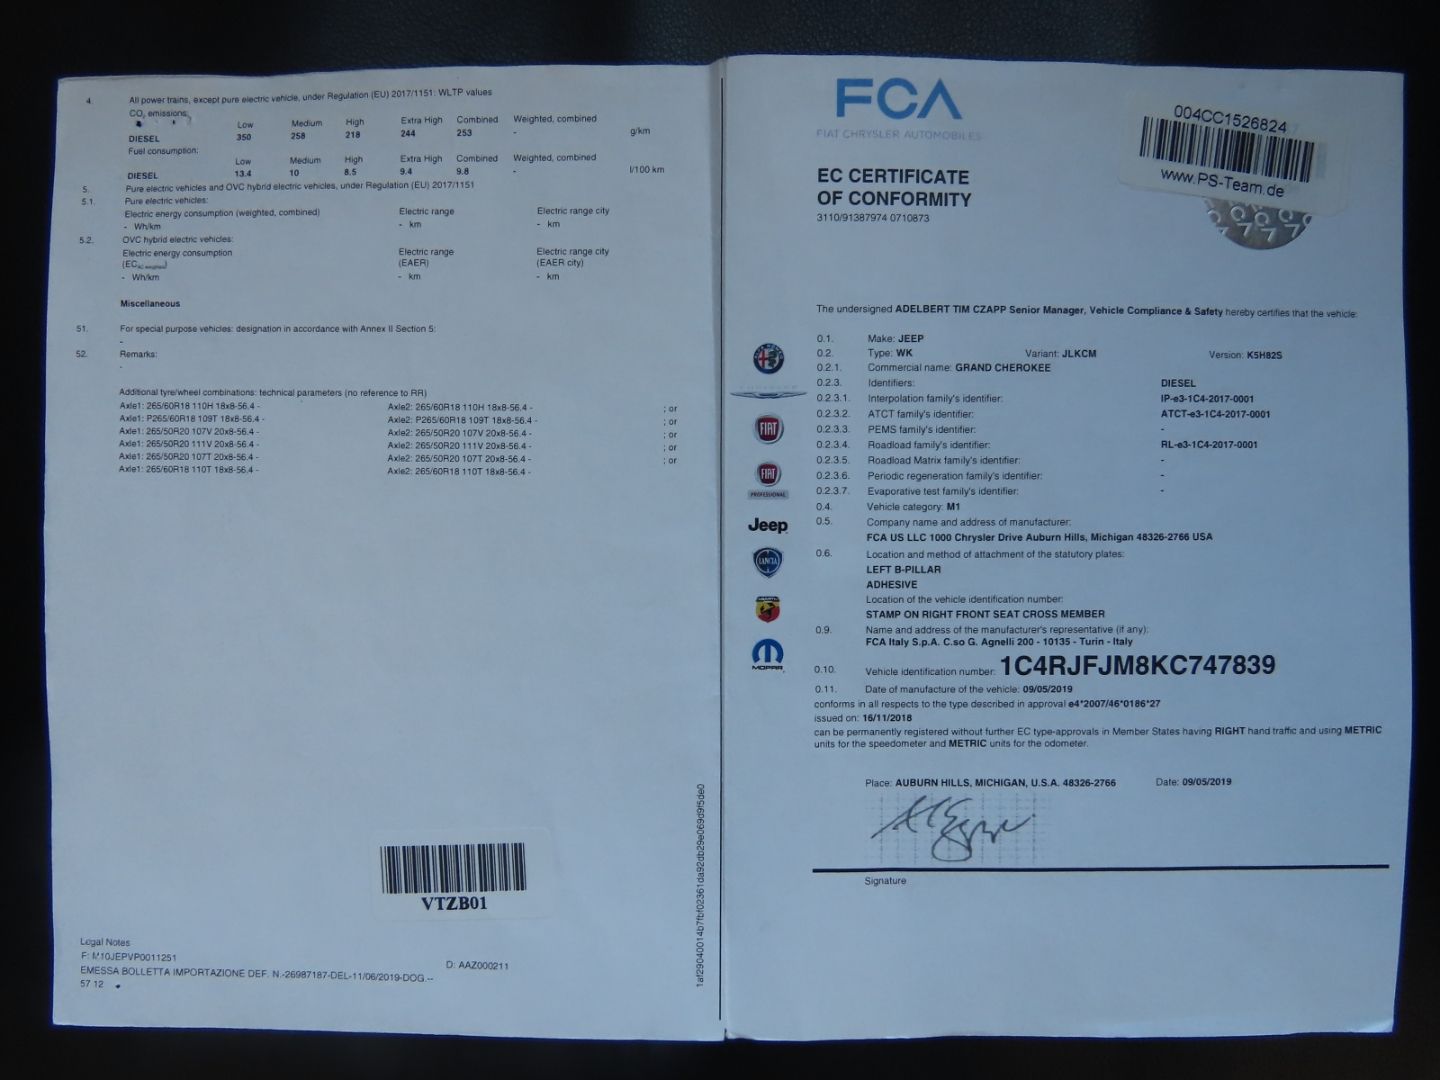 4. All power trains, except pure electric vehicle, under Regulation (EU) 2017/1151: WLTP values
CO2 emissions:
Low Medium High Extra High Combined Weighted, combined
DIESEL 350 258 218 244 253 - g/km
Fuel consumption:
Low Medium High Extra High Combined Weighted, combined
DIESEL 13.4 10 8.5 9.4 9.8 - l/100 km
5. Pure electric vehicles and OVC hybrid electric vehicles, under Regulation (EU) 2017/1151
5.1. Pure electric vehicles:
Electric energy consumption (weighted, combined) Electric range Electric range city
- Wh/km - km - km
5.2. OVC hybrid electric vehicles:
Electric energy consumption Electric range Electric range city
(ECAC weighted) (EAER) (EAER city)
- Wh/km - km - km
Miscellaneous
51. For special purpose vehicles: designation in accordance with Annex II Section 5:
-
52. Remarks:
-
Additional tyre/wheel combinations: technical parameters (no reference to RR)
Axle1: 265/60R18 110H 18x8-56.4 - Axle2: 265/60R18 110H 18x8-56.4 - ; or
Axle1: P265/60R18 109T 18x8-56.4 - Axle2: P265/60R18 109T 18x8-56.4 - ; or
Axle1: 265/50R20 107V 20x8-56.4 - Axle2: 265/50R20 107V 20x8-56.4 - ; or
Axle1: 265/50R20 111V 20x8-56.4 - Axle2: 265/50R20 111V 20x8-56.4 - ; or
Axle1: 265/50R20 107T 20x8-56.4 - Axle2: 265/50R20 107T 20x8-56.4 - ; or
Axle1: 265/60R18 110T 18x8-56.4 - Axle2: 265/60R18 110T 18x8-56.4 -
VTZB01
Legal Notes
F: M10JEPVP0011251 D: AAZ000211
EMESSA BOLLETTA IMPORTAZIONE DEF. N.-26987187-DEL-11/06/2019-DOG.--
57 12
FCA
FIAT CHRYSLER AUTOMOBILES
004CC1526824
www.PS-Team.de
EC CERTIFICATE
OF CONFORMITY
3110/91387974 0710873
The undersigned ADELBERT TIM CZAPP Senior Manager, Vehicle Compliance & Safety hereby certifies that the vehicle:
0.1. Make: JEEP
0.2. Type: WK Variant: JLKCM Version: K5H82S
0.2.1. Commercial name: GRAND CHEROKEE
0.2.3. Identifiers: DIESEL
0.2.3.1. Interpolation family's identifier: IP-e3-1C4-2017-0001
0.2.3.2. ATCT family's identifier: ATCT-e3-1C4-2017-0001
0.2.3.3. PEMS family's identifier: -
0.2.3.4. Roadload family's identifier: RL-e3-1C4-2017-0001
0.2.3.5. Roadload Matrix family's identifier: -
0.2.3.6. Periodic regeneration family's identifier: -
0.2.3.7. Evaporative test family's identifier: -
0.4. Vehicle category: M1
0.5. Company name and address of manufacturer:
FCA US LLC 1000 Chrysler Drive Auburn Hills, Michigan 48326-2766 USA
0.6. Location and method of attachment of the statutory plates:
LEFT B-PILLAR
ADHESIVE
Location of the vehicle identification number:
STAMP ON RIGHT FRONT SEAT CROSS MEMBER
0.9. Name and address of the manufacturer's representative (if any):
FCA Italy S.p.A. C.so G. Agnelli 200 - 10135 - Turin - Italy
0.10. Vehicle identification number: 1C4RJFJM8KC747839
0.11. Date of manufacture of the vehicle: 09/05/2019
conforms in all respects to the type described in approval e4*2007/46*0186*27
issued on: 16/11/2018
can be permanently registered without further EC type-approvals in Member States having RIGHT hand traffic and using METRIC
units for the speedometer and METRIC units for the odometer.
Place: AUBURN HILLS, MICHIGAN, U.S.A. 48326-2766 Date: 09/05/2019
Signature
FIAT
FIAT
PROFESSIONAL
Jeep
LANCIA
MOPAR